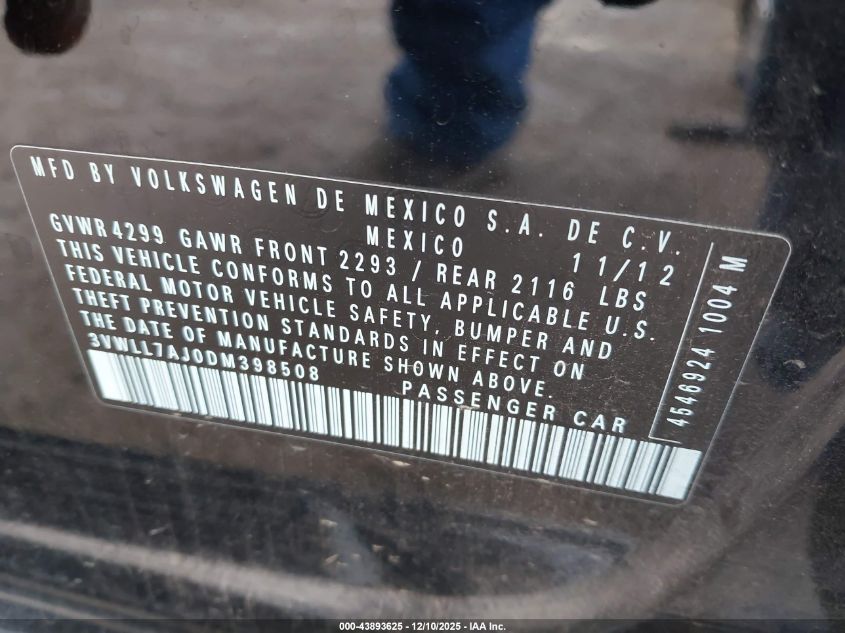 MFD BY VOLKSWAGEN DE MEXICO S.A. DE C.V.
MEXICO 11/12
GVWR 4299 GAWR FRONT 2293 / REAR 2116 LBS
THIS VEHICLE CONFORMS TO ALL APPLICABLE U.S.
FEDERAL MOTOR VEHICLE SAFETY, BUMPER AND
THEFT PREVENTION STANDARDS IN EFFECT ON
THE DATE OF MANUFACTURE SHOWN ABOVE.
3VWLL7AJ0DM398508 PASSENGER CAR
4546924 1004 M
000-43893625 - 12/10/2025 - IAA Inc.